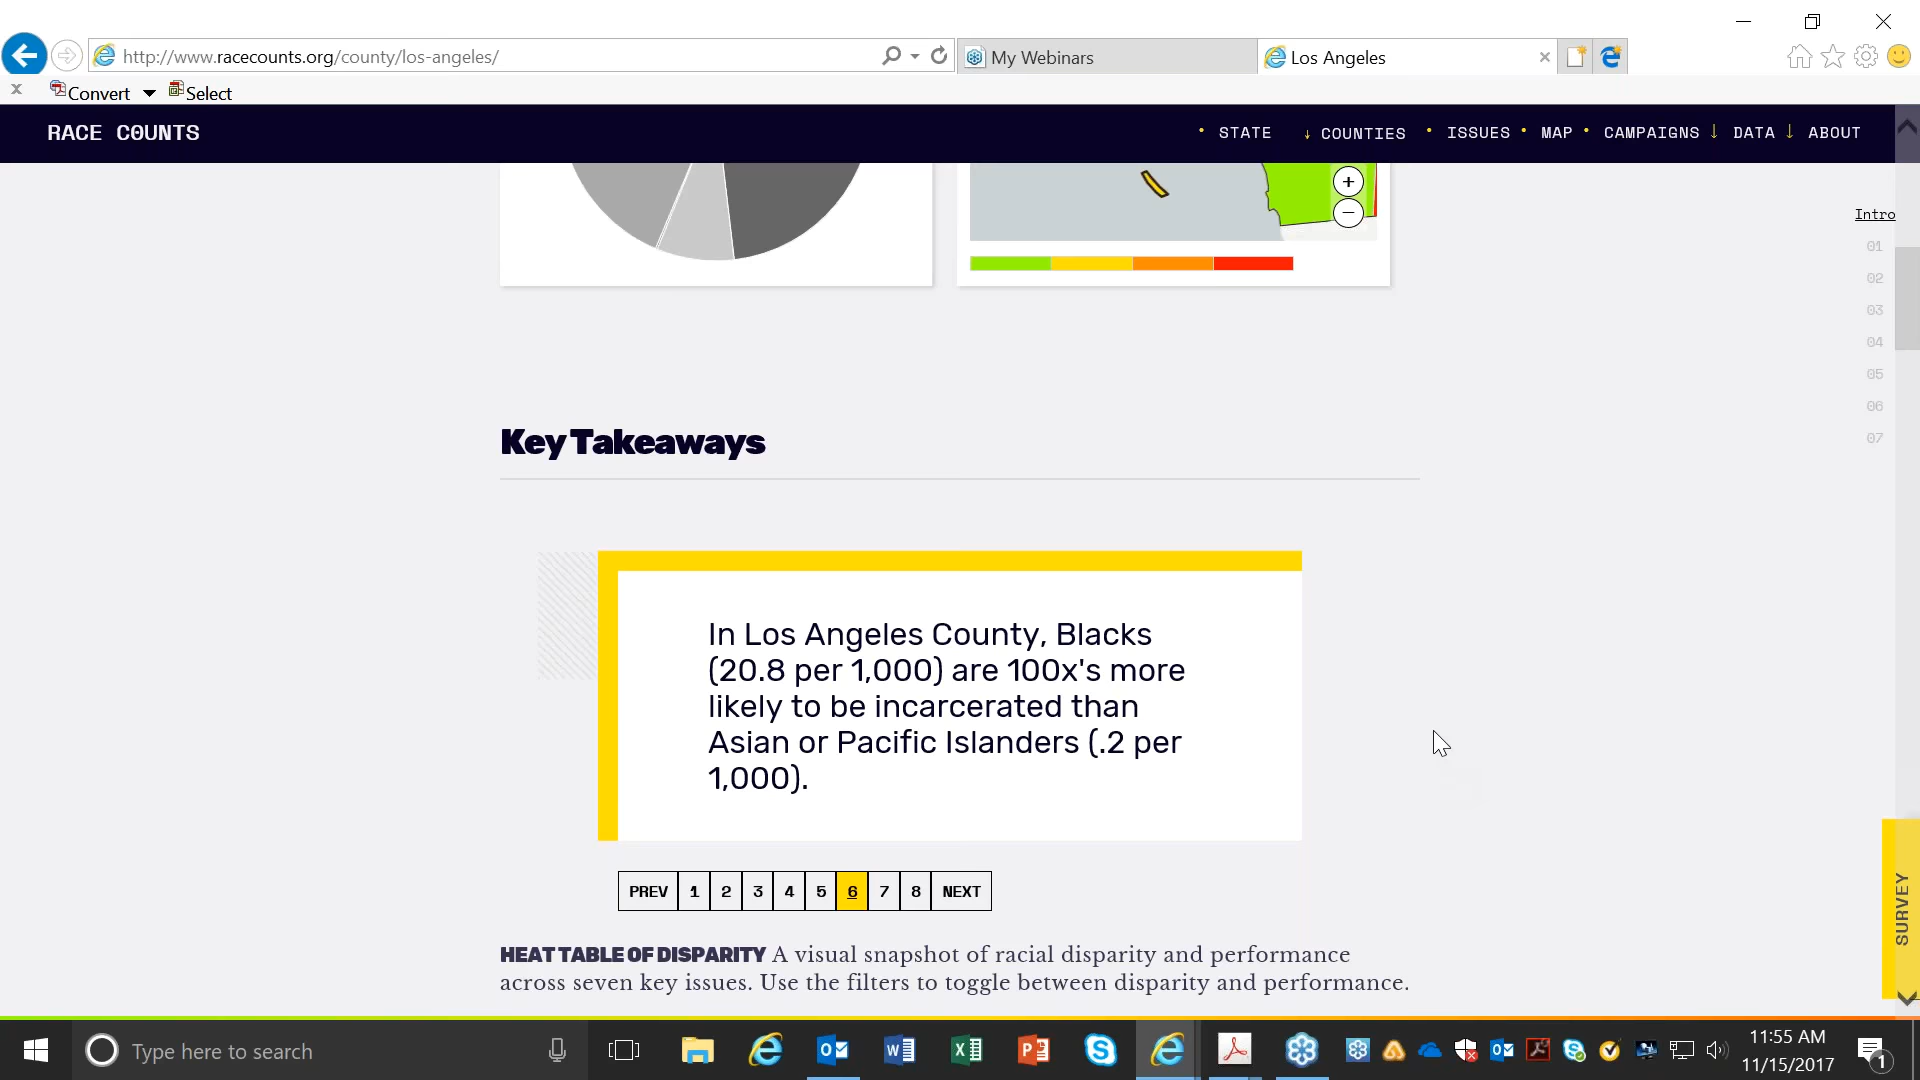 http://www.racecounts.org/county/los-angeles/
My Webinars
Los Angeles
x
Convert
Select
RACE COUNTS
STATE
COUNTIES
ISSUES
MAP
CAMPAIGNS
DATA
ABOUT
+
−
Intro
01
02
03
04
05
06
07
Key Takeaways
In Los Angeles County, Blacks
(20.8 per 1,000) are 100x's more
likely to be incarcerated than
Asian or Pacific Islanders (.2 per
1,000).
PREV 1 2 3 4 5 6 7 8 NEXT
SURVEY
HEAT TABLE OF DISPARITY A visual snapshot of racial disparity and performance
across seven key issues. Use the filters to toggle between disparity and performance.
Type here to search
11:55 AM
11/15/2017
1